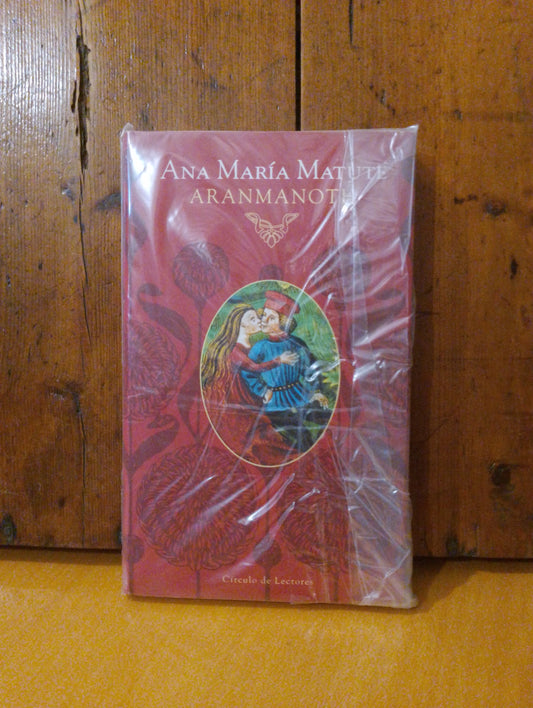 ANA MARÍA MATUTE
ARANMANOTH
Círculo de Lectores